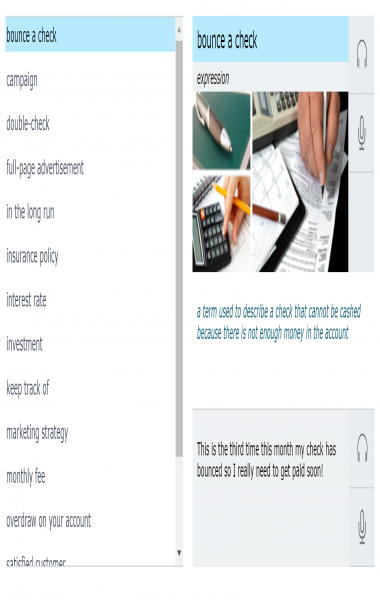 bounce a check
campaign
double-check
full-page advertisement
in the long run
insurance policy
interest rate
investment
keep track of
marketing strategy
monthly fee
overdraw on your account
satisfied customer
bounce a check
expression
a term used to describe a check that cannot be cashed
because there is not enough money in the account
This is the third time this month my check has
bounced so I really need to get paid soon!